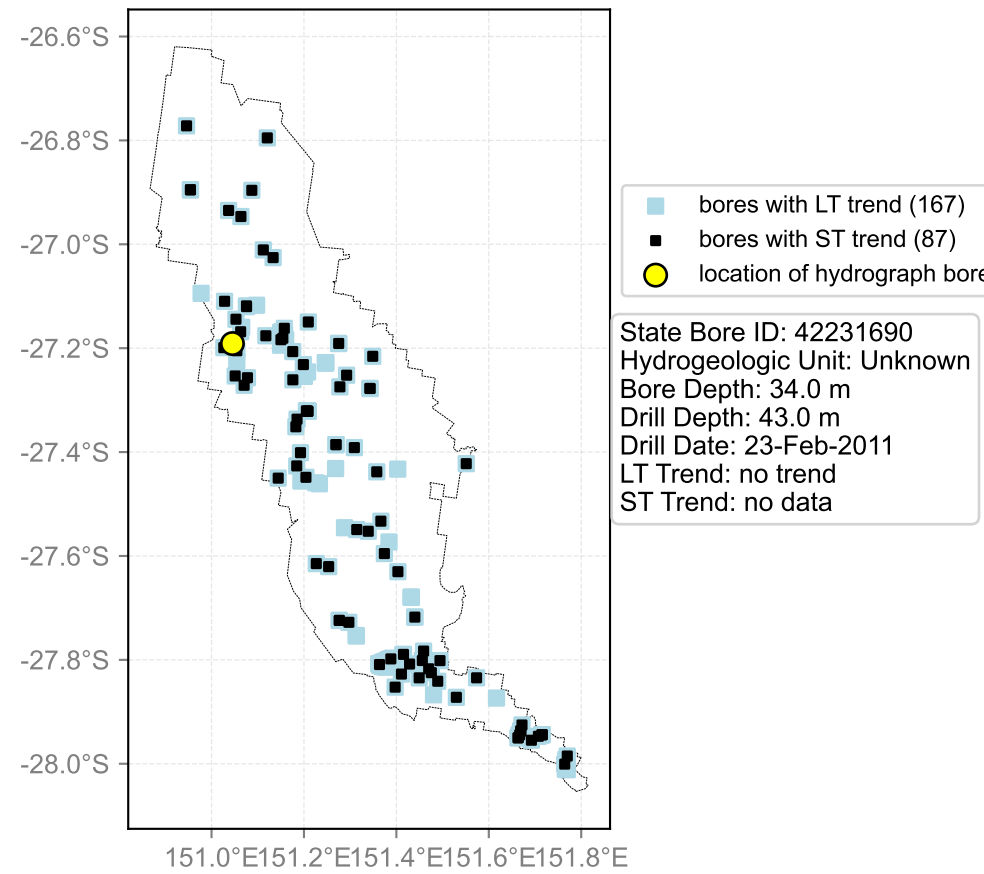 -26.6°S
-26.8°S
-27.0°S
-27.2°S
-27.4°S
-27.6°S
-27.8°S
-28.0°S
151.0°E151.2°E151.4°E151.6°E151.8°E
bores with LT trend (167)
bores with ST trend (87)
location of hydrograph bore
State Bore ID: 42231690
Hydrogeologic Unit: Unknown
Bore Depth: 34.0 m
Drill Depth: 43.0 m
Drill Date: 23-Feb-2011
LT Trend: no trend
ST Trend: no data